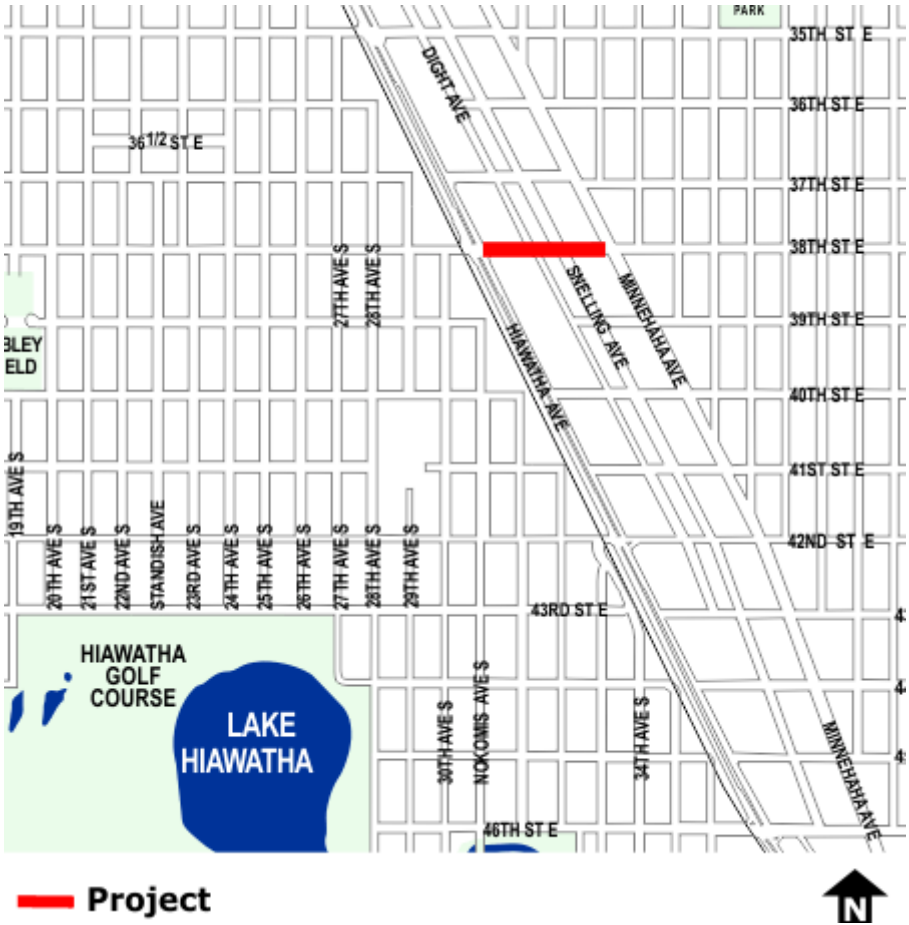 PARK
35TH ST E
DIGHT AVE
36TH ST E
36 1/2 ST E
37TH ST E
38TH ST E
27TH AVE S
28TH AVE S
SNELLING AVE
MINNEHAHA AVE
39TH ST E
BLEY
ELD
HIAWATHA AVE
40TH ST E
41ST ST E
19TH AVE S
42ND ST E
20TH AVE S
21ST AVE S
22ND AVE S
STANDISH AVE
23RD AVE S
24TH AVE S
25TH AVE S
26TH AVE S
27TH AVE S
28TH AVE S
29TH AVE S
43RD ST E
43
HIAWATHA
GOLF
COURSE
44
30TH AVE S
NOKOMIS AVE S
34TH AVE S
LAKE
HIAWATHA
MINNEHAHA AVE
46TH ST E
Project
N